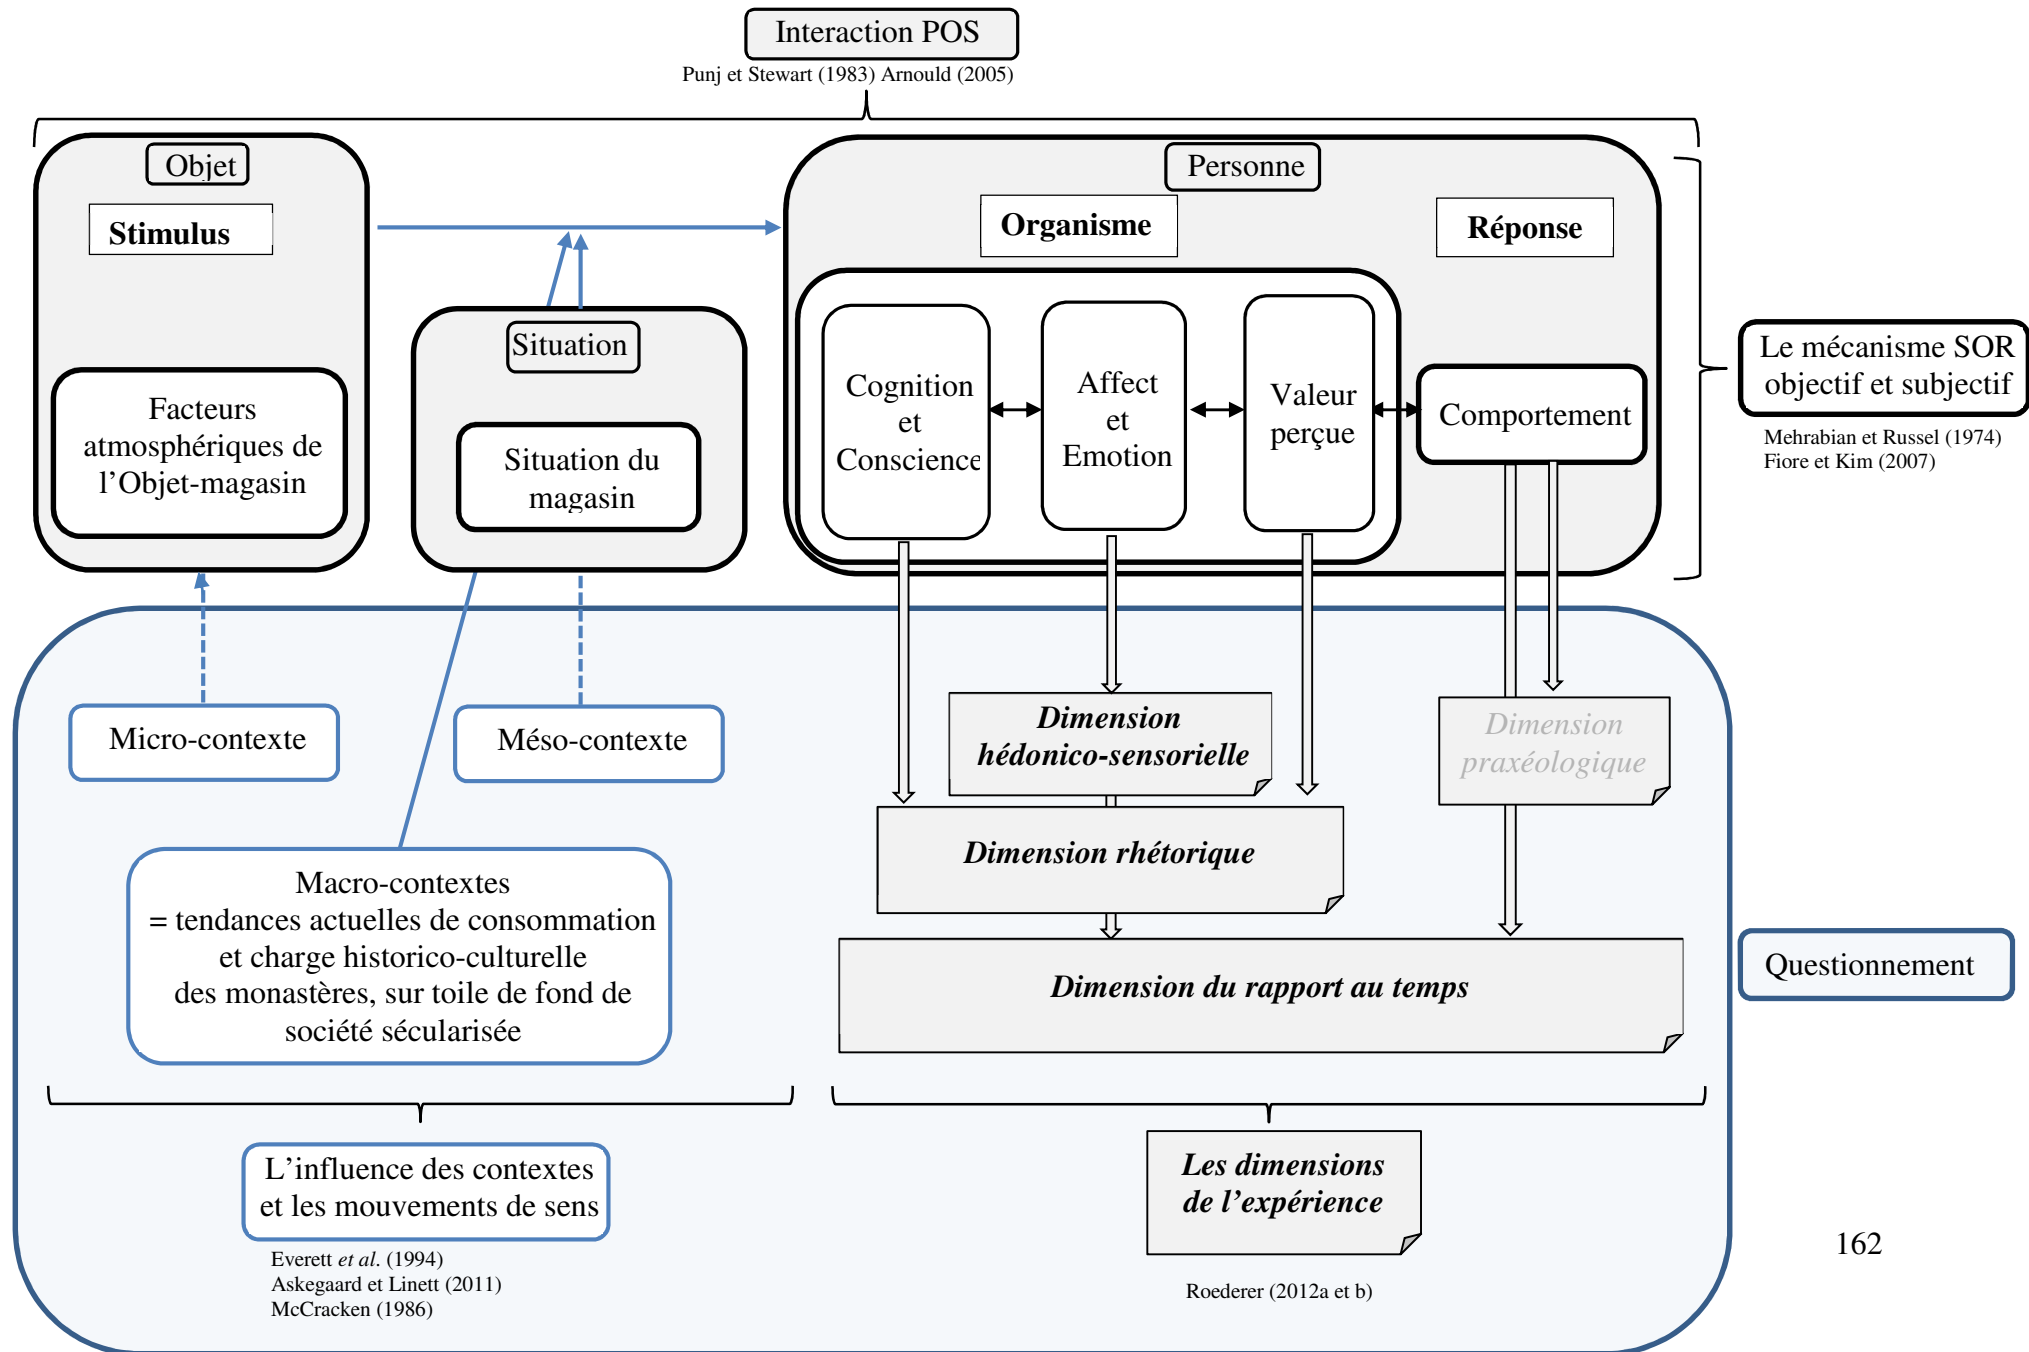 Interaction POS
Punj et Stewart (1983) Arnould (2005)
Objet
Stimulus
Facteurs
atmosphériques de
l’Objet-magasin
Situation
Situation du
magasin
Personne
Organisme
Réponse
Cognition
et
Conscience
Affect
et
Emotion
Valeur
perçue
Comportement
Le mécanisme SOR
objectif et subjectif
Mehrabian et Russel (1974)
Fiore et Kim (2007)
Micro-contexte
Méso-contexte
Macro-contextes
= tendances actuelles de consommation
et charge historico-culturelle
des monastères, sur toile de fond de
société sécularisée
Dimension
hédonico-sensorielle
Dimension
praxéologique
Dimension rhétorique
Dimension du rapport au temps
Questionnement
L’influence des contextes
et les mouvements de sens
Everett et al. (1994)
Askegaard et Linett (2011)
McCracken (1986)
Les dimensions
de l’expérience
Roederer (2012a et b)
162